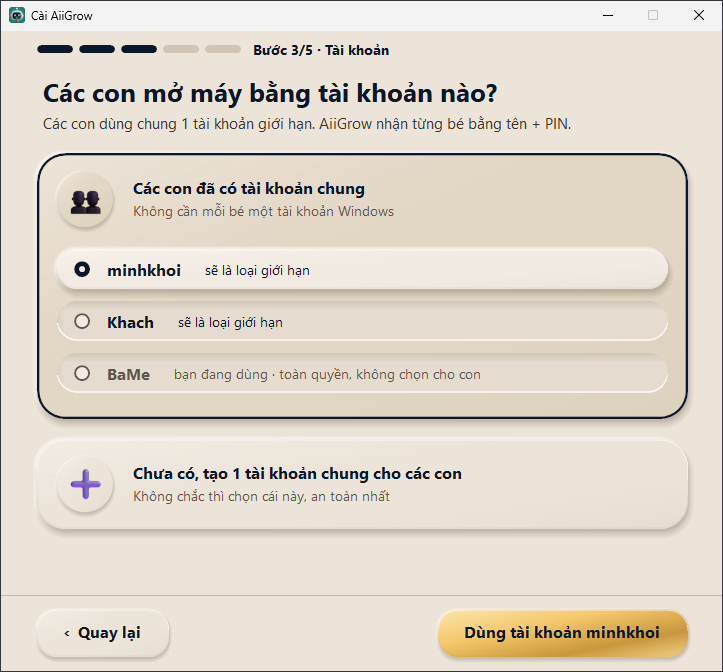 Cài AiiGrow
Bước 3/5 · Tài khoản
Các con mở máy bằng tài khoản nào?
Các con dùng chung 1 tài khoản giới hạn. AiiGrow nhận từng bé bằng tên + PIN.
Các con đã có tài khoản chung
Không cần mỗi bé một tài khoản Windows
minhkhoi sẽ là loại giới hạn
Khach sẽ là loại giới hạn
BaMe bạn đang dùng · toàn quyền, không chọn cho con
Chưa có, tạo 1 tài khoản chung cho các con
Không chắc thì chọn cái này, an toàn nhất
‹ Quay lại
Dùng tài khoản minhkhoi